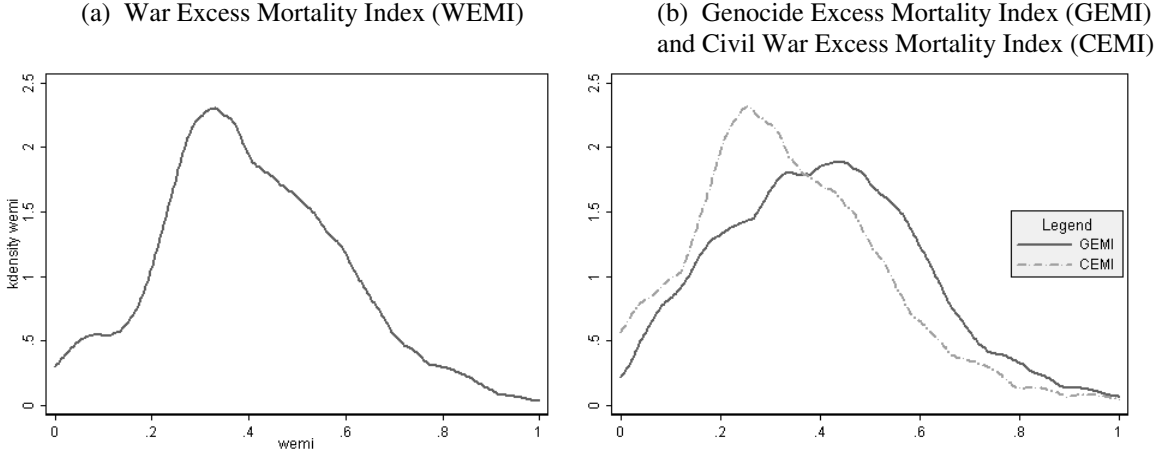 (a) War Excess Mortality Index (WEMI)
(b) Genocide Excess Mortality Index (GEMI)
and Civil War Excess Mortality Index (CEMI)
kdensity wemi
2.5
2
1.5
1
.5
0
0 .2 .4 .6 .8 1
wemi
2.5
2
1.5
1
.5
0
0 .2 .4 .6 .8 1
Legend
GEMI
CEMI